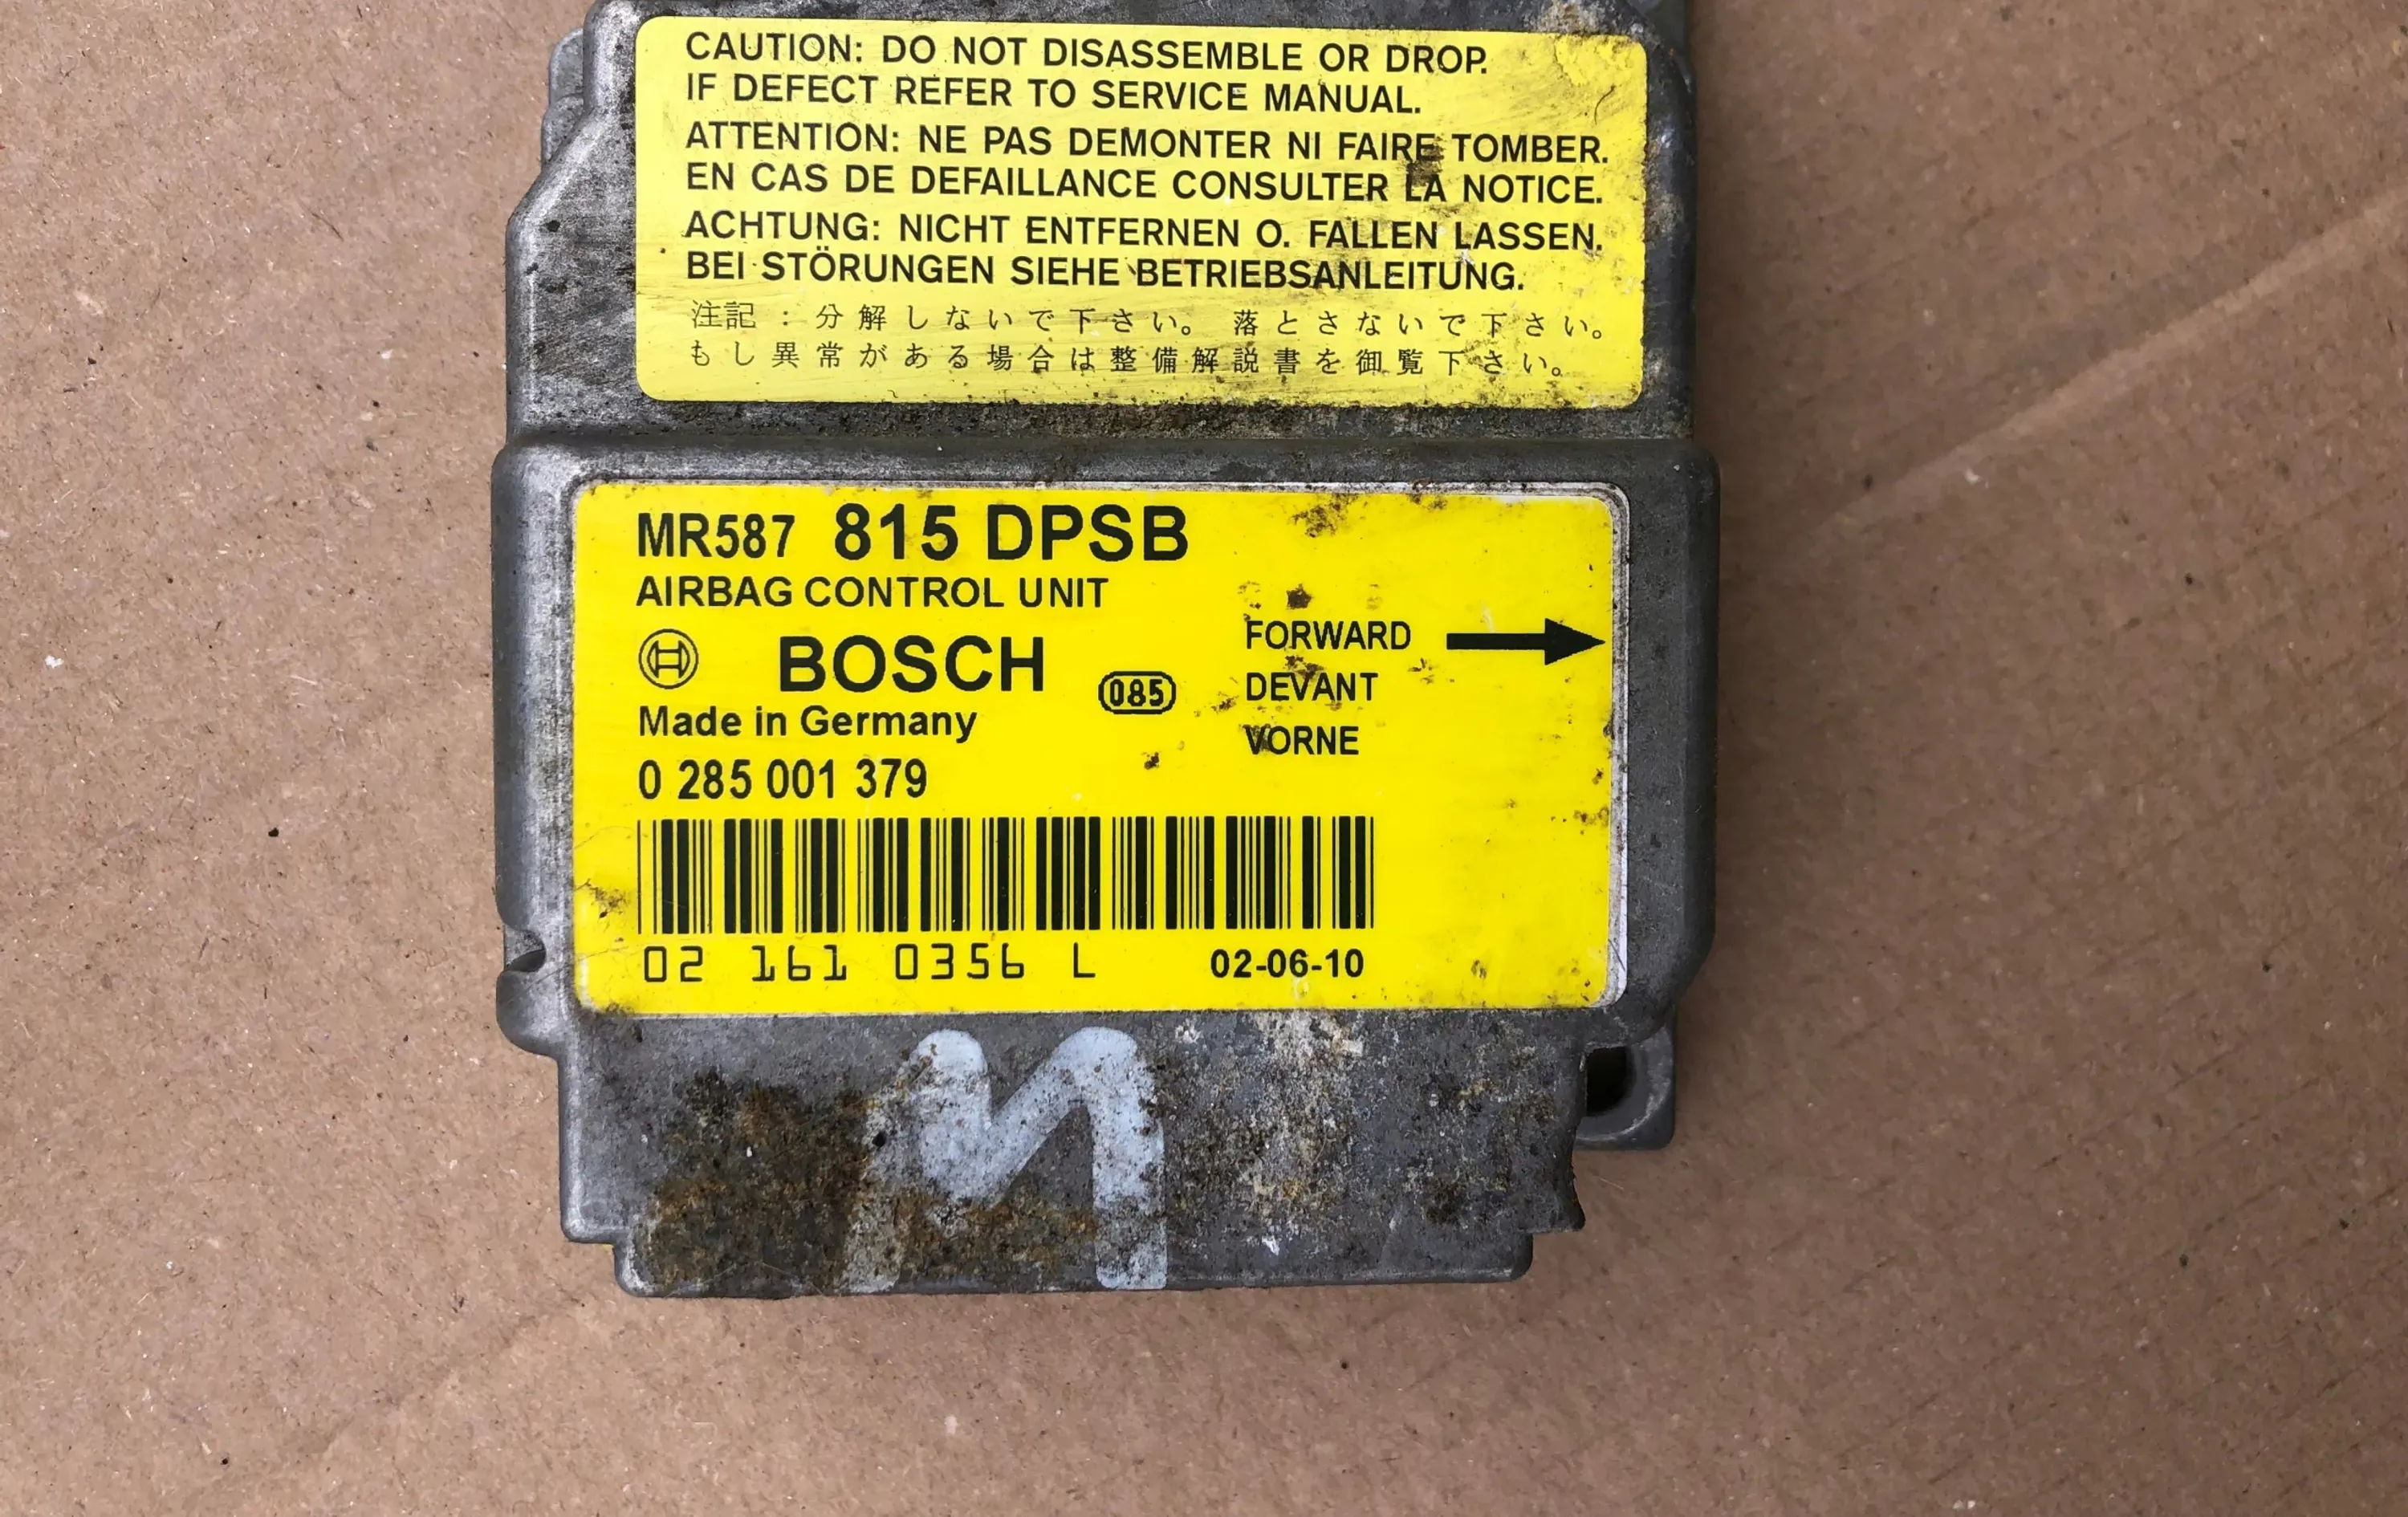 CAUTION: DO NOT DISASSEMBLE OR DROP.
IF DEFECT REFER TO SERVICE MANUAL.
ATTENTION: NE PAS DEMONTER NI FAIRE TOMBER.
EN CAS DE DEFAILLANCE CONSULTER LA NOTICE.
ACHTUNG: NICHT ENTFERNEN O. FALLEN LASSEN.
BEI STÖRUNGEN SIEHE BETRIEBSANLEITUNG.
注記：分解しないで下さい。 落とさないで下さい。
もし異常がある場合は整備解説書を御覧下さい。
MR587 815 DPSB
AIRBAG CONTROL UNIT
BOSCH
Made in Germany
085
FORWARD
DEVANT
VORNE
0 285 001 379
02 161 0356 L 02-06-10
M